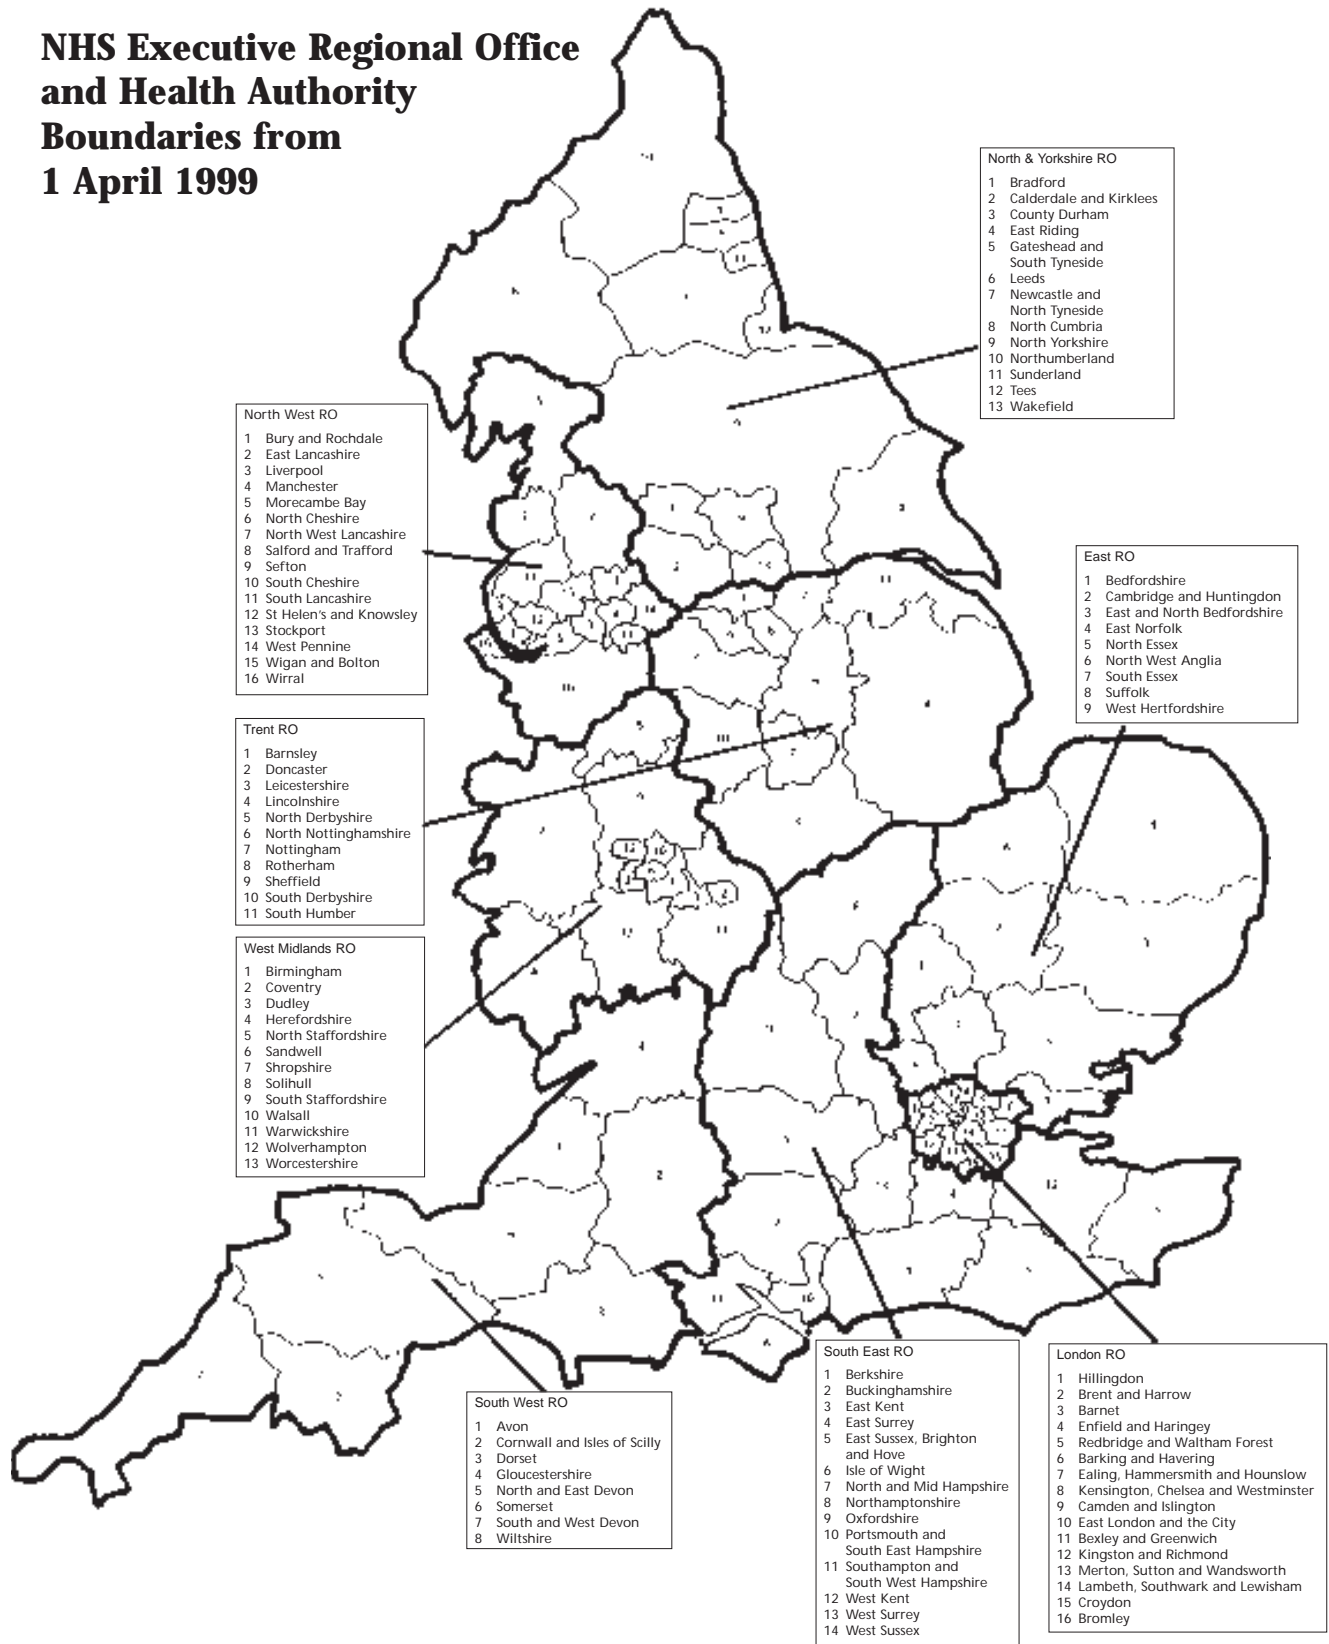 NHS Executive Regional Office
and Health Authority
Boundaries from
1 April 1999
North & Yorkshire RO
1 Bradford
2 Calderdale and Kirklees
3 County Durham
4 East Riding
5 Gateshead and
South Tyneside
6 Leeds
7 Newcastle and
North Tyneside
8 North Cumbria
9 North Yorkshire
10 Northumberland
11 Sunderland
12 Tees
13 Wakefield
North West RO
1 Bury and Rochdale
2 East Lancashire
3 Liverpool
4 Manchester
5 Morecambe Bay
6 North Cheshire
7 North West Lancashire
8 Salford and Trafford
9 Sefton
10 South Cheshire
11 South Lancashire
12 St Helen's and Knowsley
13 Stockport
14 West Pennine
15 Wigan and Bolton
16 Wirral
East RO
1 Bedfordshire
2 Cambridge and Huntingdon
3 East and North Bedfordshire
4 East Norfolk
5 North Essex
6 North West Anglia
7 South Essex
8 Suffolk
9 West Hertfordshire
Trent RO
1 Barnsley
2 Doncaster
3 Leicestershire
4 Lincolnshire
5 North Derbyshire
6 North Nottinghamshire
7 Nottingham
8 Rotherham
9 Sheffield
10 South Derbyshire
11 South Humber
West Midlands RO
1 Birmingham
2 Coventry
3 Dudley
4 Herefordshire
5 North Staffordshire
6 Sandwell
7 Shropshire
8 Solihull
9 South Staffordshire
10 Walsall
11 Warwickshire
12 Wolverhampton
13 Worcestershire
South West RO
1 Avon
2 Cornwall and Isles of Scilly
3 Dorset
4 Gloucestershire
5 North and East Devon
6 Somerset
7 South and West Devon
8 Wiltshire
South East RO
1 Berkshire
2 Buckinghamshire
3 East Kent
4 East Surrey
5 East Sussex, Brighton
and Hove
6 Isle of Wight
7 North and Mid Hampshire
8 Northamptonshire
9 Oxfordshire
10 Portsmouth and
South East Hampshire
11 Southampton and
South West Hampshire
12 West Kent
13 West Surrey
14 West Sussex
London RO
1 Hillingdon
2 Brent and Harrow
3 Barnet
4 Enfield and Haringey
5 Redbridge and Waltham Forest
6 Barking and Havering
7 Ealing, Hammersmith and Hounslow
8 Kensington, Chelsea and Westminster
9 Camden and Islington
10 East London and the City
11 Bexley and Greenwich
12 Kingston and Richmond
13 Merton, Sutton and Wandsworth
14 Lambeth, Southwark and Lewisham
15 Croydon
16 Bromley